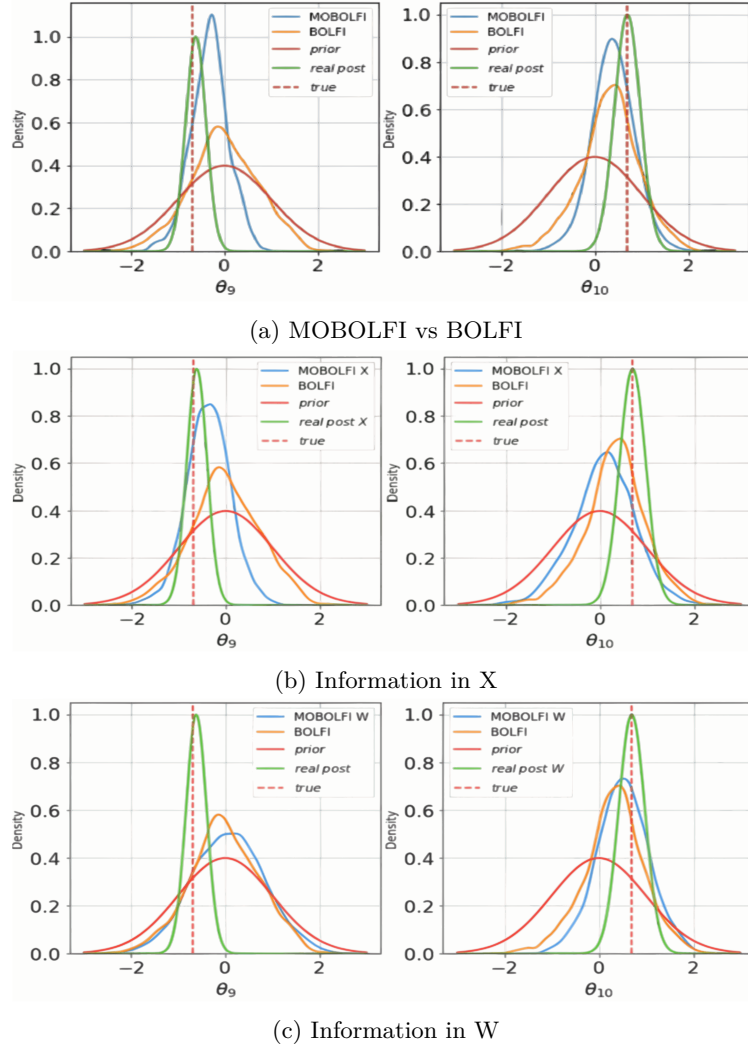 1.0
0.8
0.6
0.4
0.2
0.0
Density
−2
0
2
θ9
MOBOLFI
BOLFI
prior
real post
true
1.0
0.8
0.6
0.4
0.2
0.0
Density
−2
0
2
θ10
MOBOLFI
BOLFI
prior
real post
true
(a) MOBOLFI vs BOLFI
1.0
0.8
0.6
0.4
0.2
0.0
Density
−2
0
2
θ9
MOBOLFI X
BOLFI
prior
real post X
true
1.0
0.8
0.6
0.4
0.2
0.0
Density
−2
0
2
θ10
MOBOLFI X
BOLFI
prior
real post
true
(b) Information in X
1.0
0.8
0.6
0.4
0.2
0.0
Density
−2
0
2
θ9
MOBOLFI W
BOLFI
prior
real post
true
1.0
0.8
0.6
0.4
0.2
0.0
Density
−2
0
2
θ10
MOBOLFI W
BOLFI
prior
real post W
true
(c) Information in W